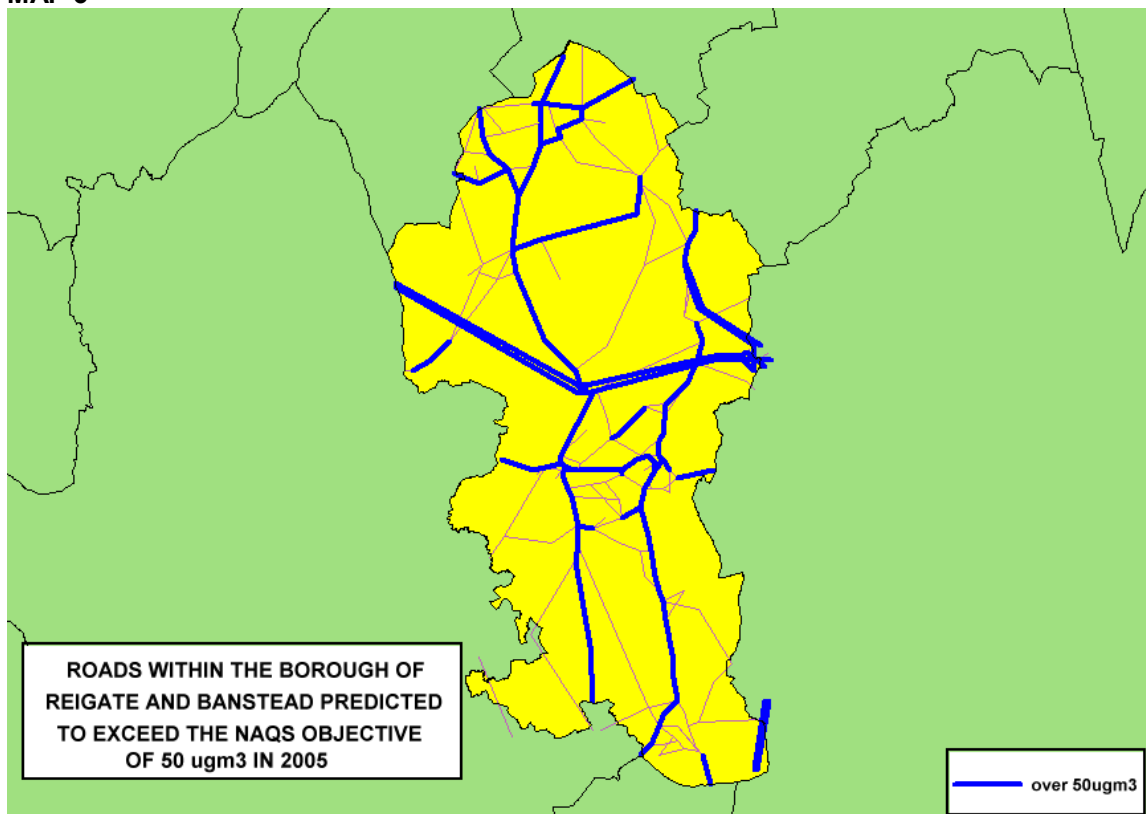 ROADS WITHIN THE BOROUGH OF
REIGATE AND BANSTEAD PREDICTED
TO EXCEED THE NAQS OBJECTIVE
OF 50 ugm3 IN 2005
over 50ugm3